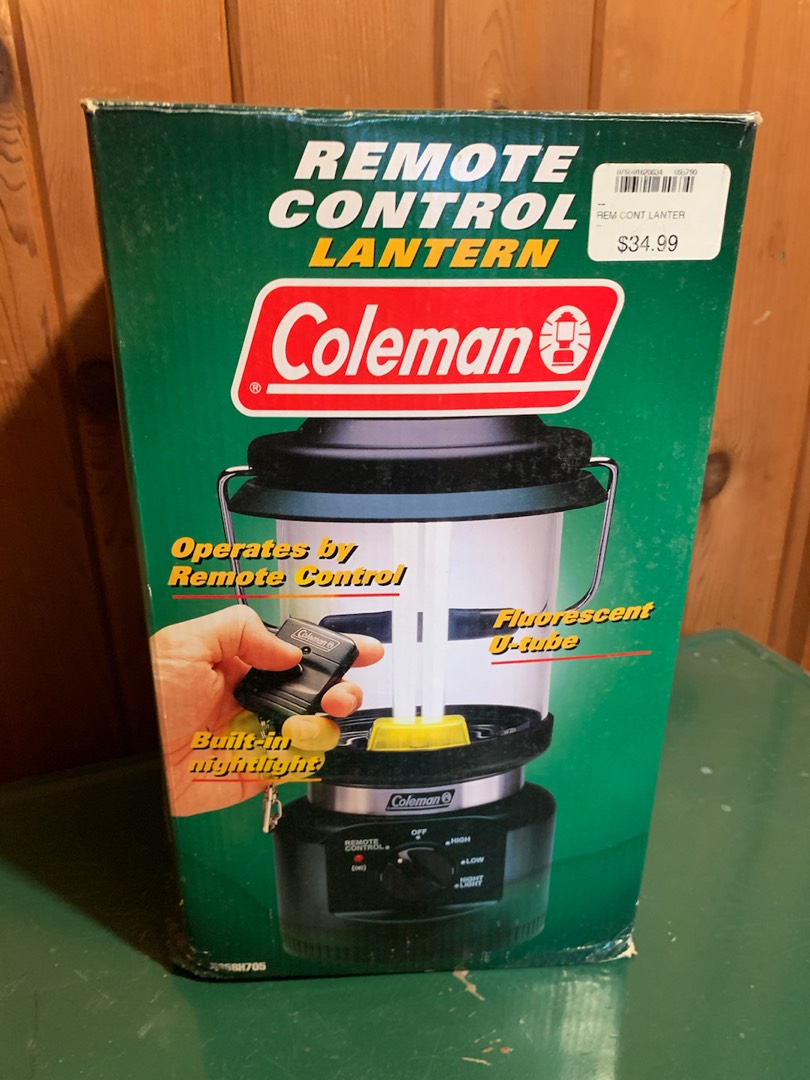 REMOTE
CONTROL
LANTERN
REM CONT LANTER
$34.99
Coleman
®
Operates by
Remote Control
Fluorescent
U-tube
Coleman
Built-in
nightlight
Coleman
REMOTE
CONTROL
OFF
HIGH
LOW
NIGHT
LIGHT